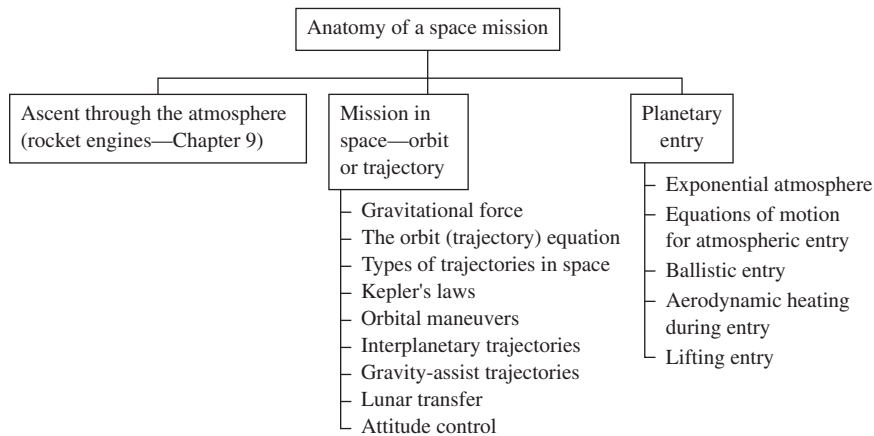 Anatomy of a space mission
Ascent through the atmosphere
(rocket engines—Chapter 9)
Mission in
space—orbit
or trajectory
Gravitational force
The orbit (trajectory) equation
Types of trajectories in space
Kepler's laws
Orbital maneuvers
Interplanetary trajectories
Gravity-assist trajectories
Lunar transfer
Attitude control
Planetary
entry
Exponential atmosphere
Equations of motion
for atmospheric entry
Ballistic entry
Aerodynamic heating
during entry
Lifting entry